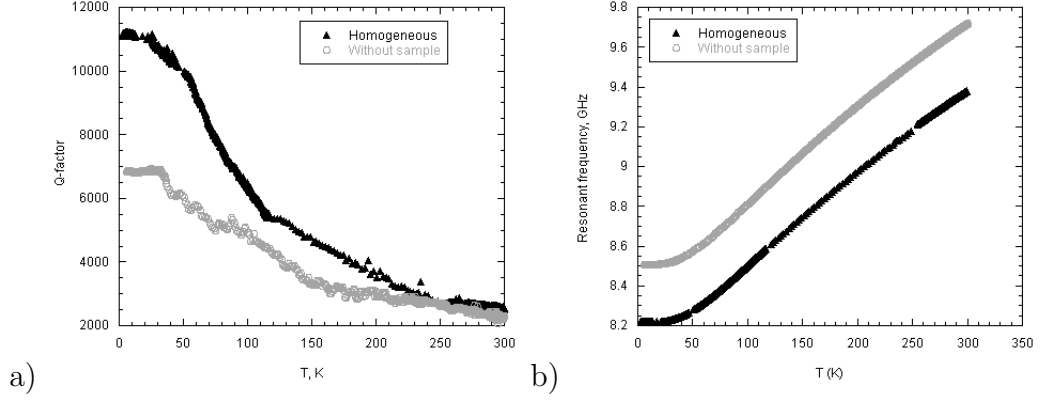 12000
10000
8000
6000
4000
2000
Q-factor
Homogeneous
Without sample
0 50 100 150 200 250 300
T, K
a)
9.8
9.6
9.4
9.2
9
8.8
8.6
8.4
8.2
Resonant frequency, GHz
Homogeneous
Without sample
0 50 100 150 200 250 300 350
T (K)
b)